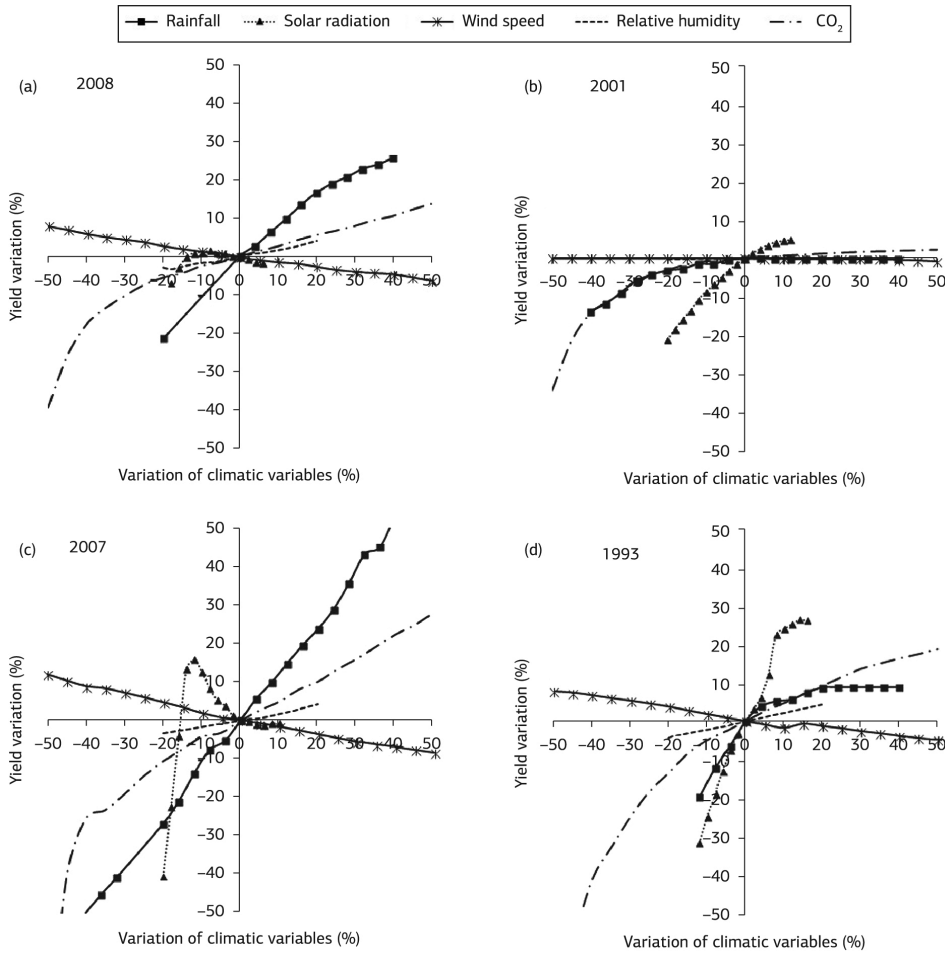 Rainfall Solar radiation Wind speed Relative humidity CO₂
(a) 2008
50
40
30
20
10
−50 −40 −30 −20 −10 0 0 10 20 30 40 50
−10
−20
−30
−40
−50
Yield variation (%)
Variation of climatic variables (%)
(b) 2001
50
40
30
20
10
−50 −40 −30 −20 −10 0 0 10 20 30 40 50
−10
−20
−30
−40
−50
Yield variation (%)
Variation of climatic variables (%)
(c) 2007
50
40
30
20
10
−50 −40 −30 −20 −10 0 0 10 20 30 40 50
−10
−20
−30
−40
−50
Yield variation (%)
Variation of climatic variables (%)
(d) 1993
50
40
30
20
10
−50 −40 −30 −20 −10 0 0 10 20 30 40 50
−10
−20
−30
−40
−50
Yield variation (%)
Variation of climatic variables (%)